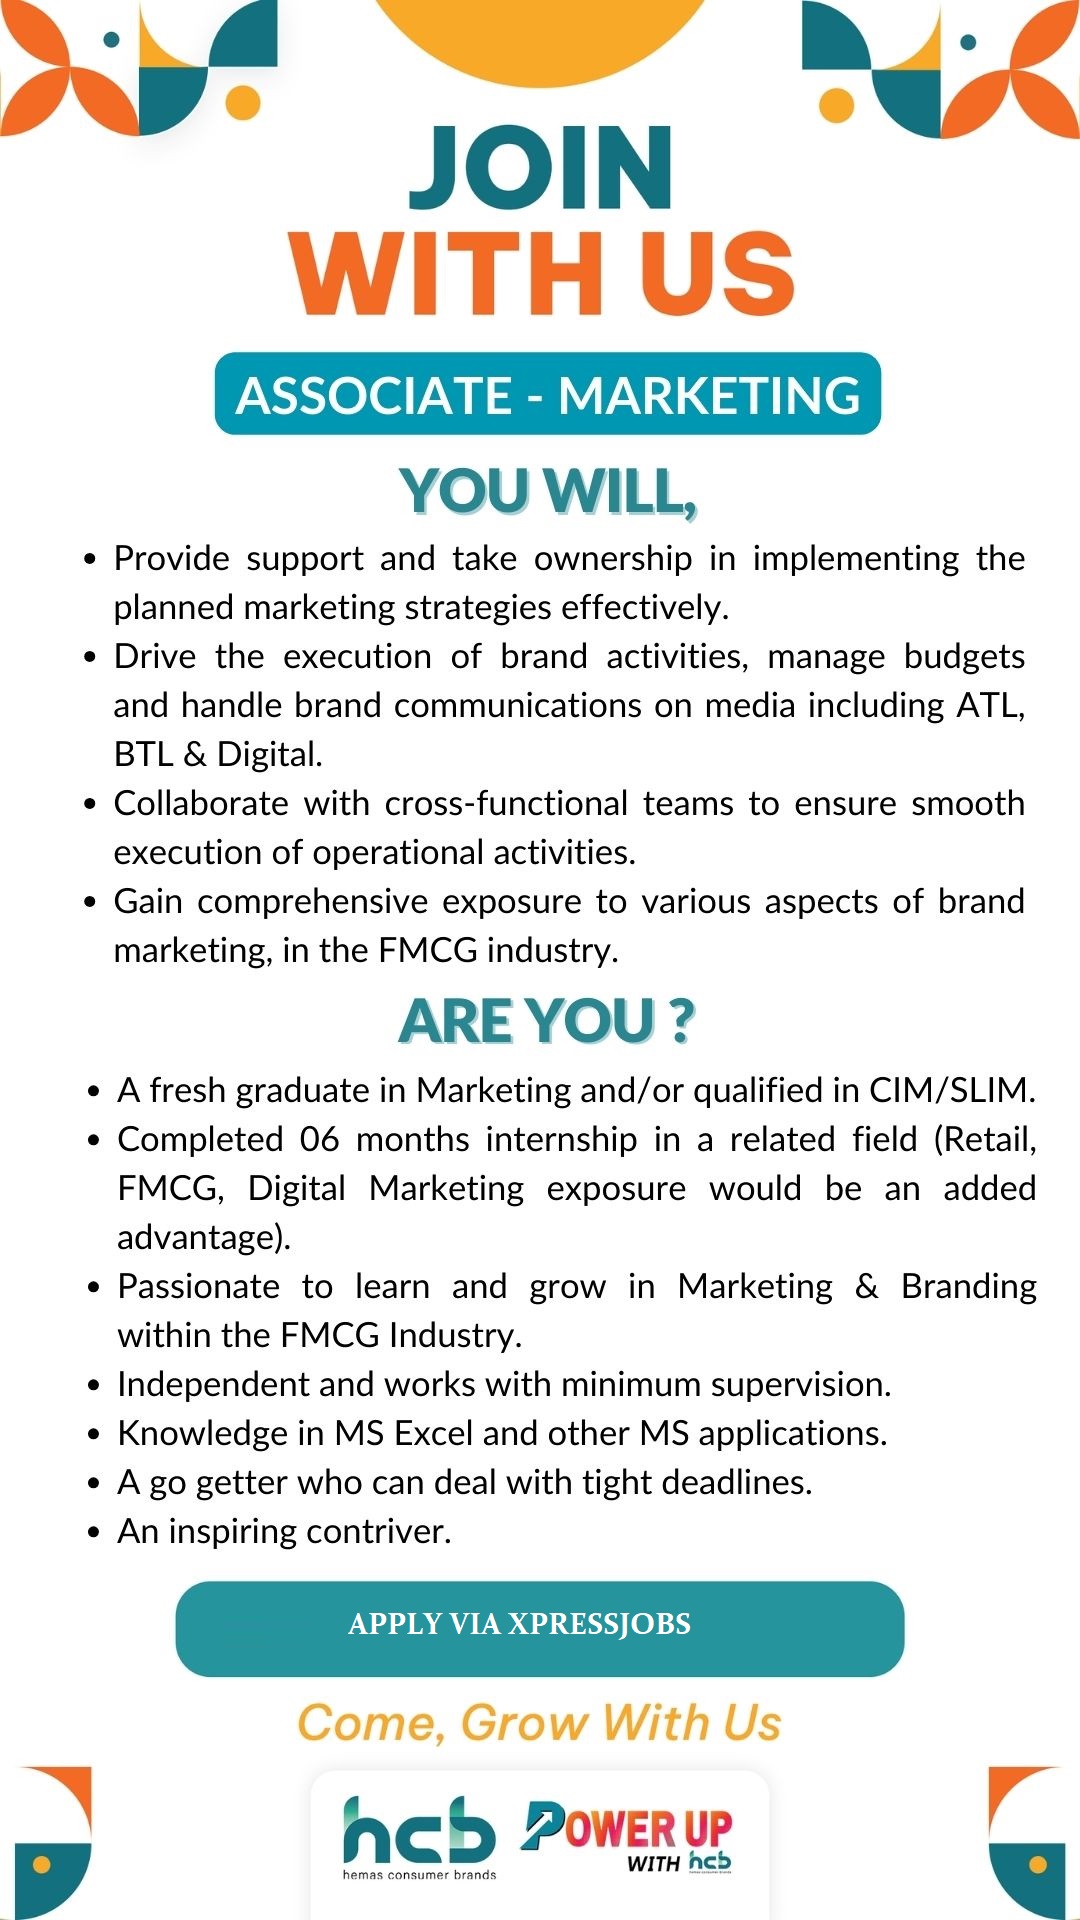 JOIN
WITH US
ASSOCIATE - MARKETING
YOU WILL,
• Provide support and take ownership in implementing the
planned marketing strategies effectively.
• Drive the execution of brand activities, manage budgets
and handle brand communications on media including ATL,
BTL & Digital.
• Collaborate with cross-functional teams to ensure smooth
execution of operational activities.
• Gain comprehensive exposure to various aspects of brand
marketing, in the FMCG industry.
ARE YOU ?
• A fresh graduate in Marketing and/or qualified in CIM/SLIM.
• Completed 06 months internship in a related field (Retail,
FMCG, Digital Marketing exposure would be an added
advantage).
• Passionate to learn and grow in Marketing & Branding
within the FMCG Industry.
• Independent and works with minimum supervision.
• Knowledge in MS Excel and other MS applications.
• A go getter who can deal with tight deadlines.
• An inspiring contriver.
APPLY VIA XPRESSJOBS
Come, Grow With Us
hcb
hemas consumer brands
POWER UP
WITH hcb
hemas consumer brands